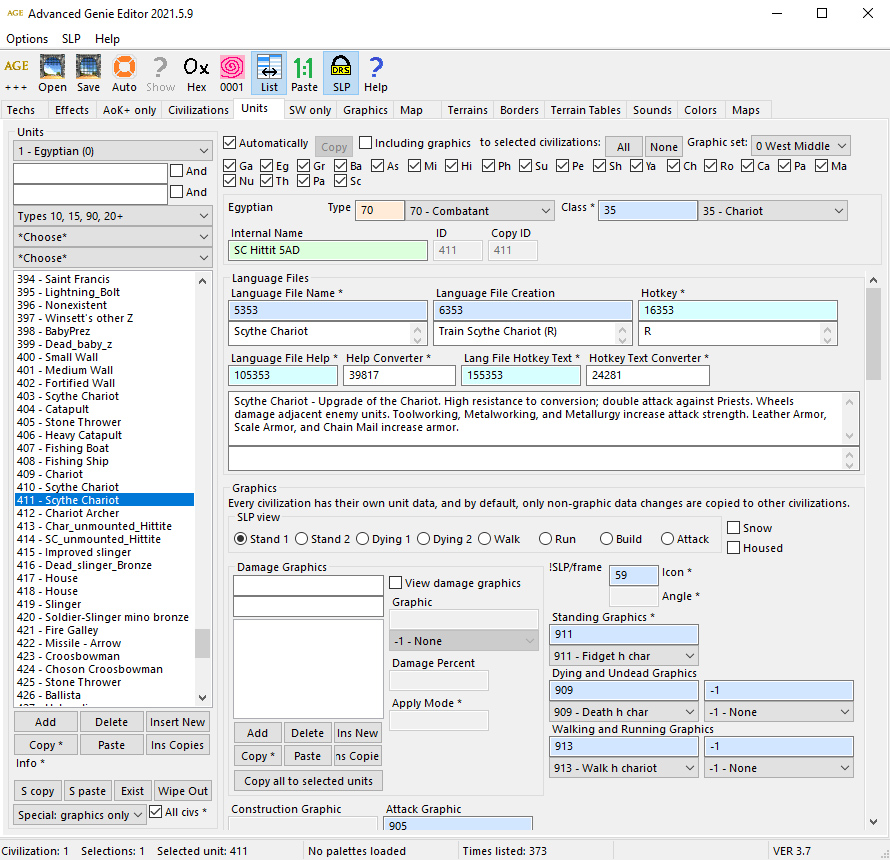 AGE Advanced Genie Editor 2021.5.9
Options SLP Help
AGE +++ Open Save Auto Show Hex 0001 List Paste SLP Help
Ox 1:1 DRS
Techs Effects AoK+ only Civilizations Units SW only Graphics Map Terrains Borders Terrain Tables Sounds Colors Maps
Units
1 - Egyptian (0)
And
And
Types 10, 15, 90, 20+
*Choose*
*Choose*
394 - Saint Francis
395 - Lightning_Bolt
396 - Nonexistent
397 - Winsett's other Z
398 - BabyPrez
399 - Dead_baby_z
400 - Small Wall
401 - Medium Wall
402 - Fortified Wall
403 - Scythe Chariot
404 - Catapult
405 - Stone Thrower
406 - Heavy Catapult
407 - Fishing Boat
408 - Fishing Ship
409 - Chariot
410 - Scythe Chariot
411 - Scythe Chariot
412 - Chariot Archer
413 - Char_unmounted_Hittite
414 - SC_unmounted_Hittite
415 - Improved slinger
416 - Dead_slinger_Bronze
417 - House
418 - House
419 - Slinger
420 - Soldier-Slinger mino bronze
421 - Fire Galley
422 - Missile - Arrow
423 - Croosbowman
424 - Choson Croosbowman
425 - Stone Thrower
426 - Ballista
Add Delete Insert New
Copy * Paste Ins Copies
Info *
S copy S paste Exist Wipe Out
Special: graphics only All civs *
Automatically Copy Including graphics to selected civilizations: All None Graphic set: 0 West Middle
Ga Eg Gr Ba As Mi Hi Ph Su Pe Sh Ya Ch Ro Ca Pa Ma
Nu Th Pa Sc
Egyptian Type 70 70 - Combatant Class * 35 35 - Chariot
Internal Name ID Copy ID
SC Hittit 5AD 411 411
Language Files
Language File Name * Language File Creation Hotkey *
5353 6353 16353
Scythe Chariot Train Scythe Chariot (R) R
Language File Help * Help Converter * Lang File Hotkey Text * Hotkey Text Converter *
105353 39817 155353 24281
Scythe Chariot - Upgrade of the Chariot. High resistance to conversion; double attack against Priests. Wheels
damage adjacent enemy units. Toolworking, Metalworking, and Metallurgy increase attack strength. Leather Armor,
Scale Armor, and Chain Mail increase armor.
Graphics
Every civilization has their own unit data, and by default, only non-graphic data changes are copied to other civilizations.
SLP view
Stand 1 Stand 2 Dying 1 Dying 2 Walk Run Build Attack
Snow
Housed
Damage Graphics
View damage graphics
Graphic
-1 - None
Damage Percent
Apply Mode *
Add Delete Ins New
Copy * Paste ns Copie
Copy all to selected units
!SLP/frame 59 Icon *
Angle *
Standing Graphics *
911
911 - Fidget h char
Dying and Undead Graphics
909 -1
909 - Death h char -1 - None
Walking and Running Graphics
913 -1
913 - Walk h chariot -1 - None
Construction Graphic Attack Graphic
905
Civilization: 1 Selections: 1 Selected unit: 411 No palettes loaded Times listed: 373 VER 3.7